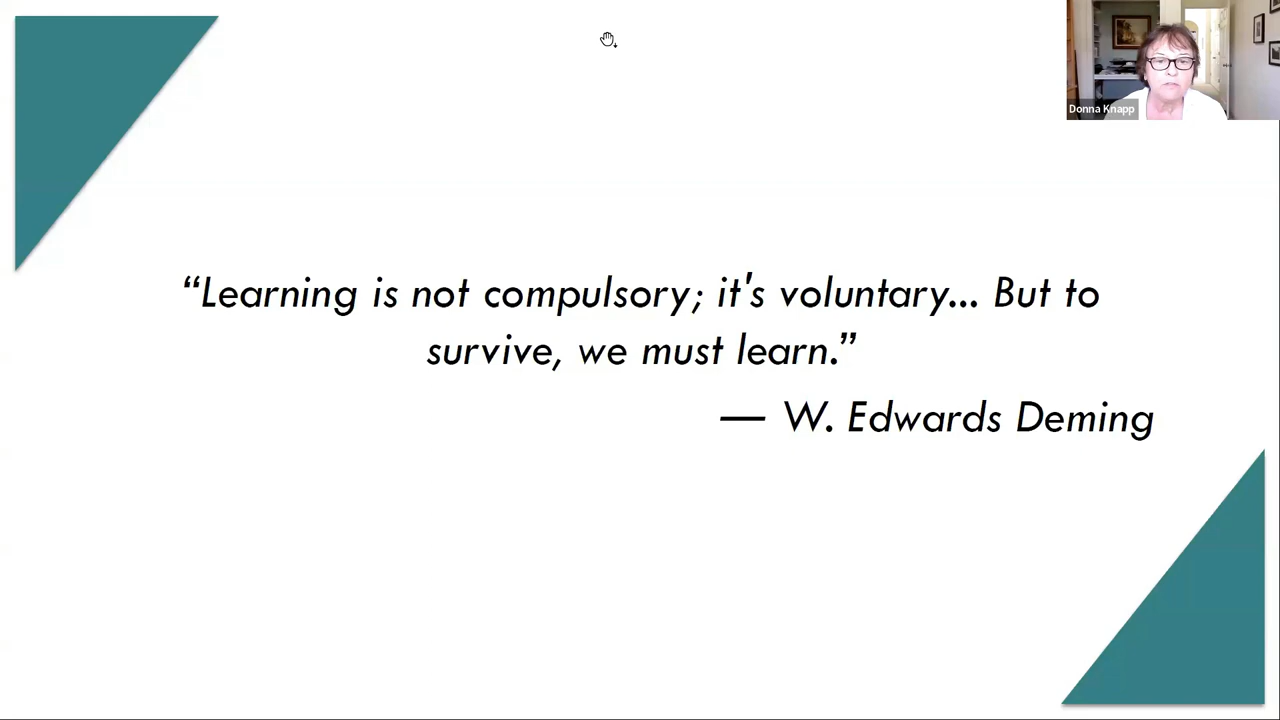 Donna Knapp
“Learning is not compulsory; it's voluntary... But to
survive, we must learn.”
— W. Edwards Deming